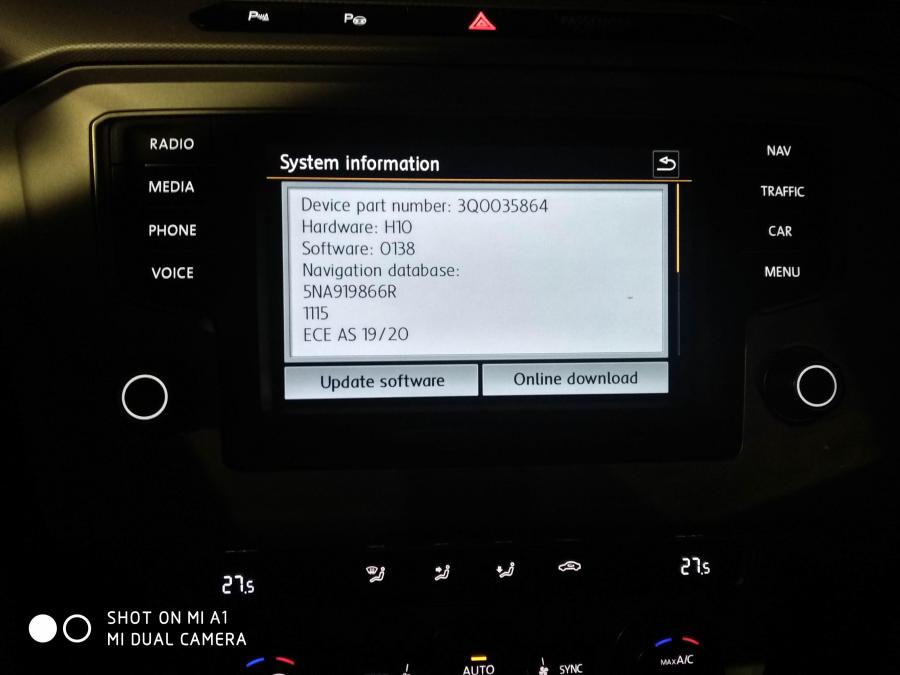 P
P
RADIO
MEDIA
PHONE
VOICE
System information
Device part number: 3Q0035864
Hardware: H10
Software: 0138
Navigation database:
5NA919866R
1115
ECE AS 19/20
Update software
Online download
NAV
TRAFFIC
CAR
MENU
27.5
27.5
AUTO
SYNC
MAX A/C
SHOT ON MI A1
MI DUAL CAMERA